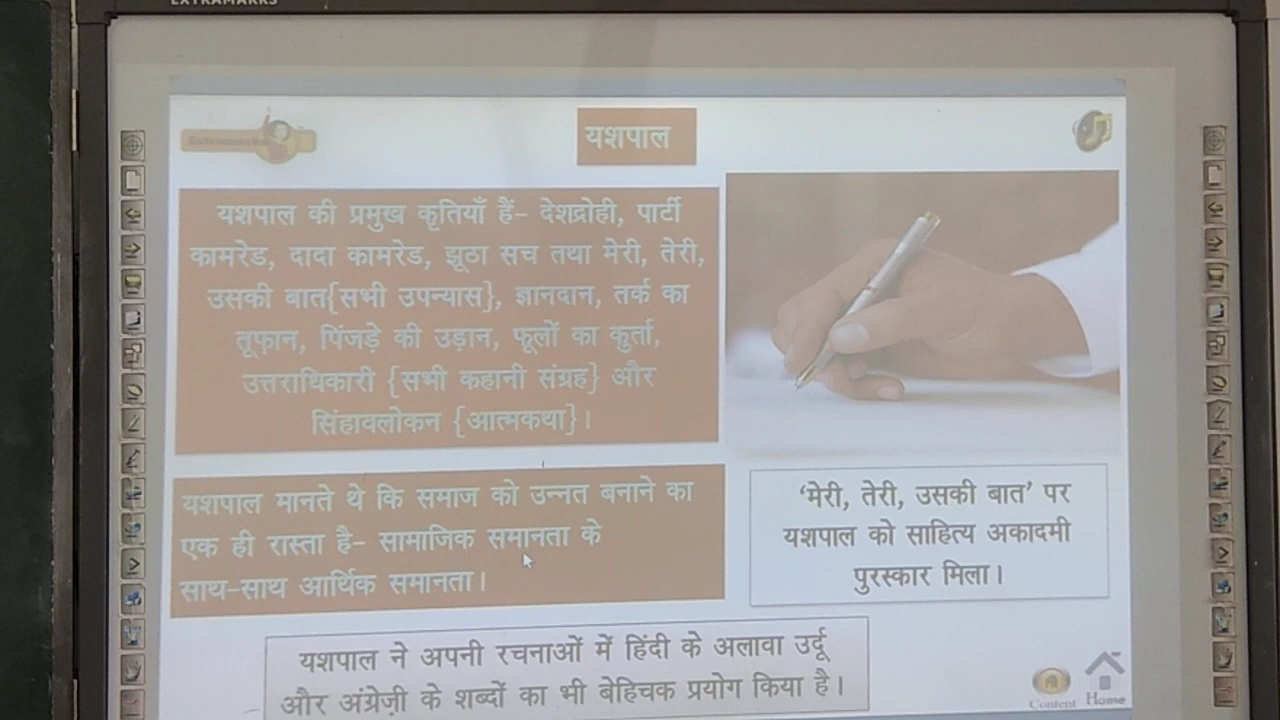 EXTRAMARKS
यशपाल
यशपाल की प्रमुख कृतियाँ हैं- देशद्रोही, पार्टी
कामरेड, दादा कामरेड, झूठा सच तथा मेरी, तेरी,
उसकी बात{सभी उपन्यास}, ज्ञानदान, तर्क का
तूफ़ान, पिंजड़े की उड़ान, फूलों का कुर्ता,
उत्तराधिकारी {सभी कहानी संग्रह} और
सिंहावलोकन {आत्मकथा}।
यशपाल मानते थे कि समाज को उन्नत बनाने का
एक ही रास्ता है- सामाजिक समानता के
साथ-साथ आर्थिक समानता।
‘मेरी, तेरी, उसकी बात’ पर
यशपाल को साहित्य अकादमी
पुरस्कार मिला।
यशपाल ने अपनी रचनाओं में हिंदी के अलावा उर्दू
और अंग्रेज़ी के शब्दों का भी बेहिचक प्रयोग किया है।
Content Home